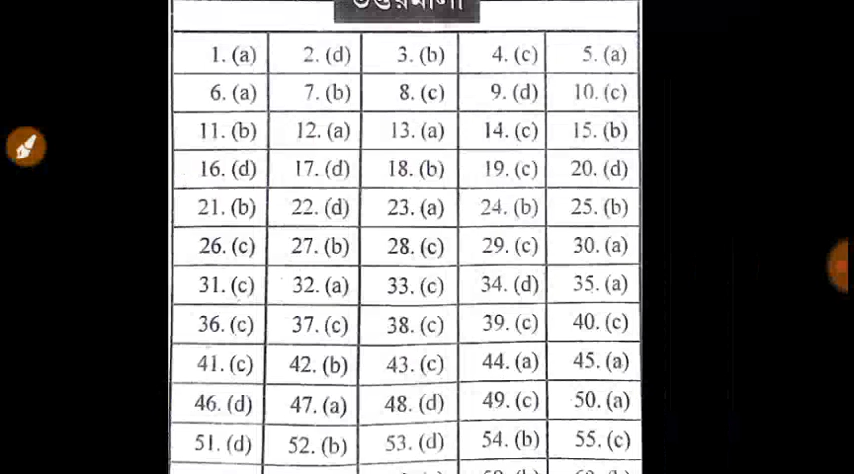 উত্তরমালা
1. (a) 2. (d) 3. (b) 4. (c) 5. (a)
6. (a) 7. (b) 8. (c) 9. (d) 10. (c)
11. (b) 12. (a) 13. (a) 14. (c) 15. (b)
16. (d) 17. (d) 18. (b) 19. (c) 20. (d)
21. (b) 22. (d) 23. (a) 24. (b) 25. (b)
26. (c) 27. (b) 28. (c) 29. (c) 30. (a)
31. (c) 32. (a) 33. (c) 34. (d) 35. (a)
36. (c) 37. (c) 38. (c) 39. (c) 40. (c)
41. (c) 42. (b) 43. (c) 44. (a) 45. (a)
46. (d) 47. (a) 48. (d) 49. (c) 50. (a)
51. (d) 52. (b) 53. (d) 54. (b) 55. (c)